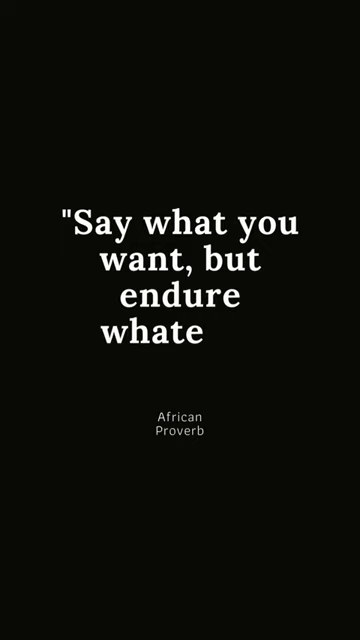 "Say what you
want, but
endure
whate
African
Proverb